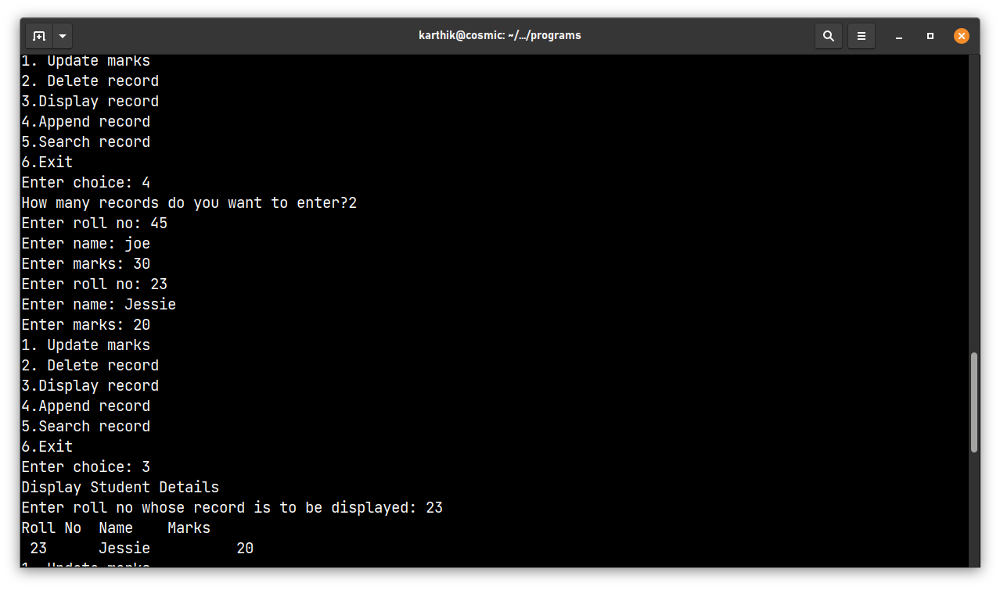 karthik@cosmic: ~/.../programs
1. Update marks
2. Delete record
3.Display record
4.Append record
5.Search record
6.Exit
Enter choice: 4
How many records do you want to enter?2
Enter roll no: 45
Enter name: joe
Enter marks: 30
Enter roll no: 23
Enter name: Jessie
Enter marks: 20
1. Update marks
2. Delete record
3.Display record
4.Append record
5.Search record
6.Exit
Enter choice: 3
Display Student Details
Enter roll no whose record is to be displayed: 23
Roll No  Name    Marks
 23      Jessie          20
1. Update marks